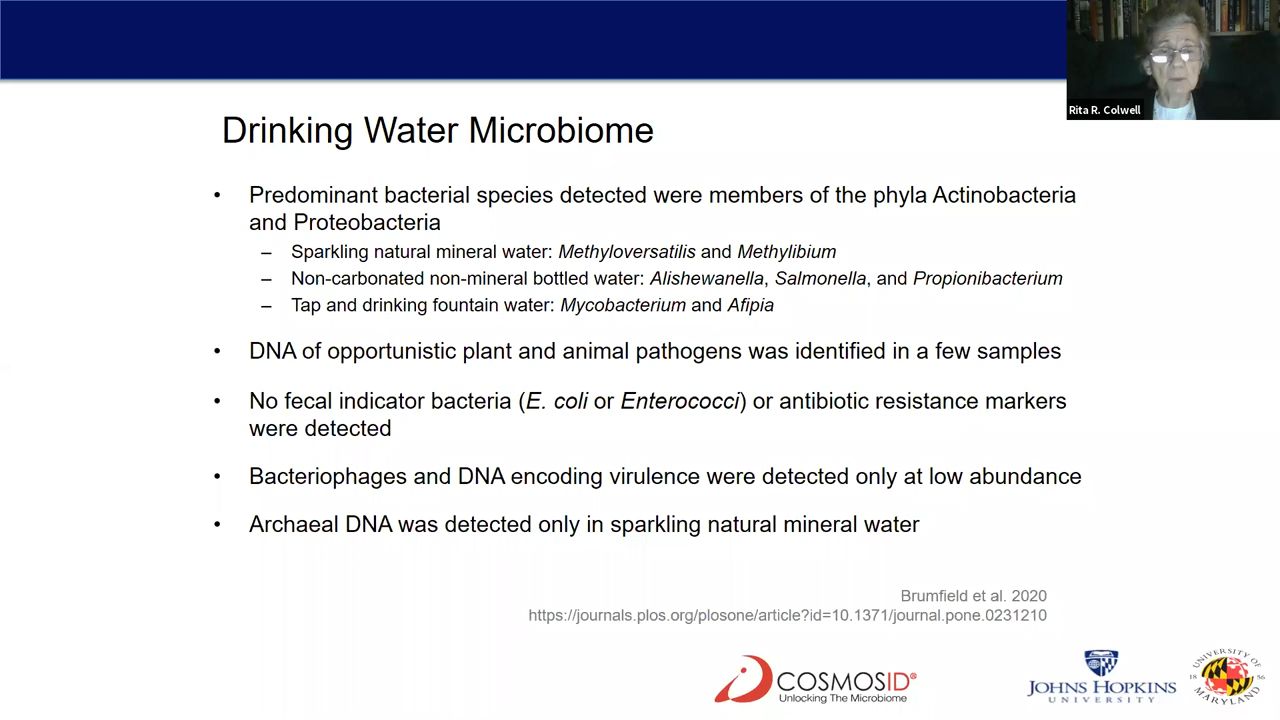 Rita R. Colwell
Drinking Water Microbiome
• Predominant bacterial species detected were members of the phyla Actinobacteria
and Proteobacteria
– Sparkling natural mineral water: Methyloversatilis and Methylibium
– Non-carbonated non-mineral bottled water: Alishewanella, Salmonella, and Propionibacterium
– Tap and drinking fountain water: Mycobacterium and Afipia
• DNA of opportunistic plant and animal pathogens was identified in a few samples
• No fecal indicator bacteria (E. coli or Enterococci) or antibiotic resistance markers
were detected
• Bacteriophages and DNA encoding virulence were detected only at low abundance
• Archaeal DNA was detected only in sparkling natural mineral water
Brumfield et al. 2020
https://journals.plos.org/plosone/article?id=10.1371/journal.pone.0231210
COSMOSID®
Unlocking The Microbiome
JOHNS HOPKINS
UNIVERSITY
UNIVERSITY OF
18 56
MARYLAND